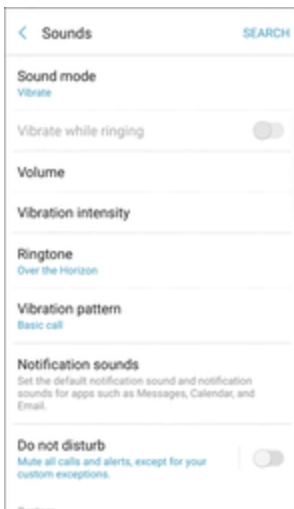 Sounds SEARCH
Sound mode
Vibrate
Vibrate while ringing
Volume
Vibration intensity
Ringtone
Over the Horizon
Vibration pattern
Basic call
Notification sounds
Set the default notification sound and notification
sounds for apps such as Messages, Calendar, and
Email.
Do not disturb
Mute all calls and alerts, except for your
custom exceptions.